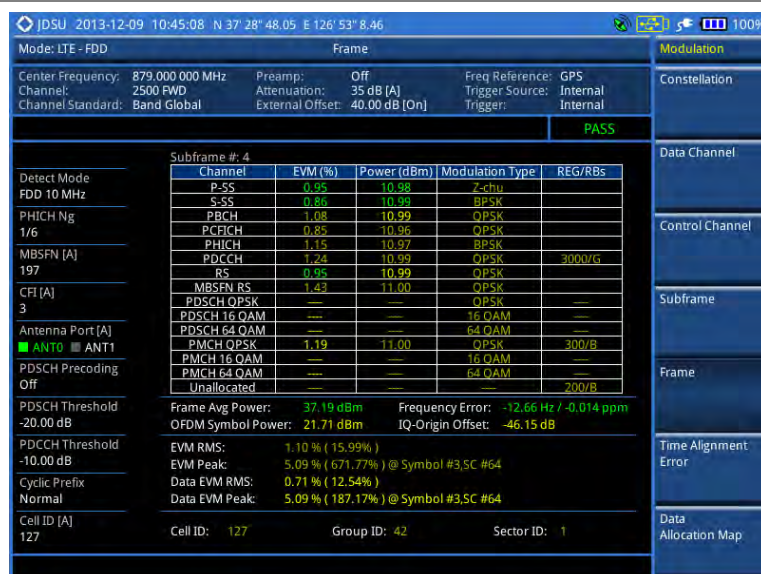 JDSU 2013-12-09 10:45:08 N 37' 28" 48.05 E 126' 53" 8.46 100%
Mode: LTE - FDD Frame Modulation
Center Frequency: 879.000 000 MHz Preamp: Off Freq Reference: GPS
Channel: 2500 FWD Attenuation: 35 dB [A] Trigger Source: Internal
Channel Standard: Band Global External Offset: 40.00 dB [On] Trigger: Internal
PASS
Detect Mode
FDD 10 MHz
PHICH Ng
1/6
MBSFN [A]
197
CFI [A]
3
Antenna Port [A]
ANT0 ANT1
PDSCH Precoding
Off
PDSCH Threshold
-20.00 dB
PDCCH Threshold
-10.00 dB
Cyclic Prefix
Normal
Cell ID [A]
127
Subframe #: 4
Channel EVM (%) Power (dBm) Modulation Type REG/RBs
P-SS 0.95 10.98 Z-chu
S-SS 0.86 10.99 BPSK
PBCH 1.08 10.99 QPSK
PCFICH 0.85 10.96 QPSK
PHICH 1.15 10.97 BPSK
PDCCH 1.24 10.99 QPSK 3000/G
RS 0.95 10.99 QPSK
MBSFN RS 1.43 11.00 QPSK
PDSCH QPSK ---- ---- QPSK ----
PDSCH 16 QAM ---- ---- 16 QAM ----
PDSCH 64 QAM ---- ---- 64 QAM ----
PMCH QPSK 1.19 11.00 QPSK 300/B
PMCH 16 QAM ---- ---- 16 QAM ----
PMCH 64 QAM ---- ---- 64 QAM ----
Unallocated ---- ---- ---- 200/B
Frame Avg Power: 37.19 dBm Frequency Error: -12.66 Hz / -0.014 ppm
OFDM Symbol Power: 21.71 dBm IQ-Origin Offset: -46.15 dB
EVM RMS: 1.10 % ( 15.99% )
EVM Peak: 5.09 % ( 671.77% ) @ Symbol #3,SC #64
Data EVM RMS: 0.71 % ( 12.54% )
Data EVM Peak: 5.09 % ( 187.17% ) @ Symbol #3,SC #64
Cell ID: 127 Group ID: 42 Sector ID: 1
Constellation
Data Channel
Control Channel
Subframe
Frame
Time Alignment
Error
Data
Allocation Map